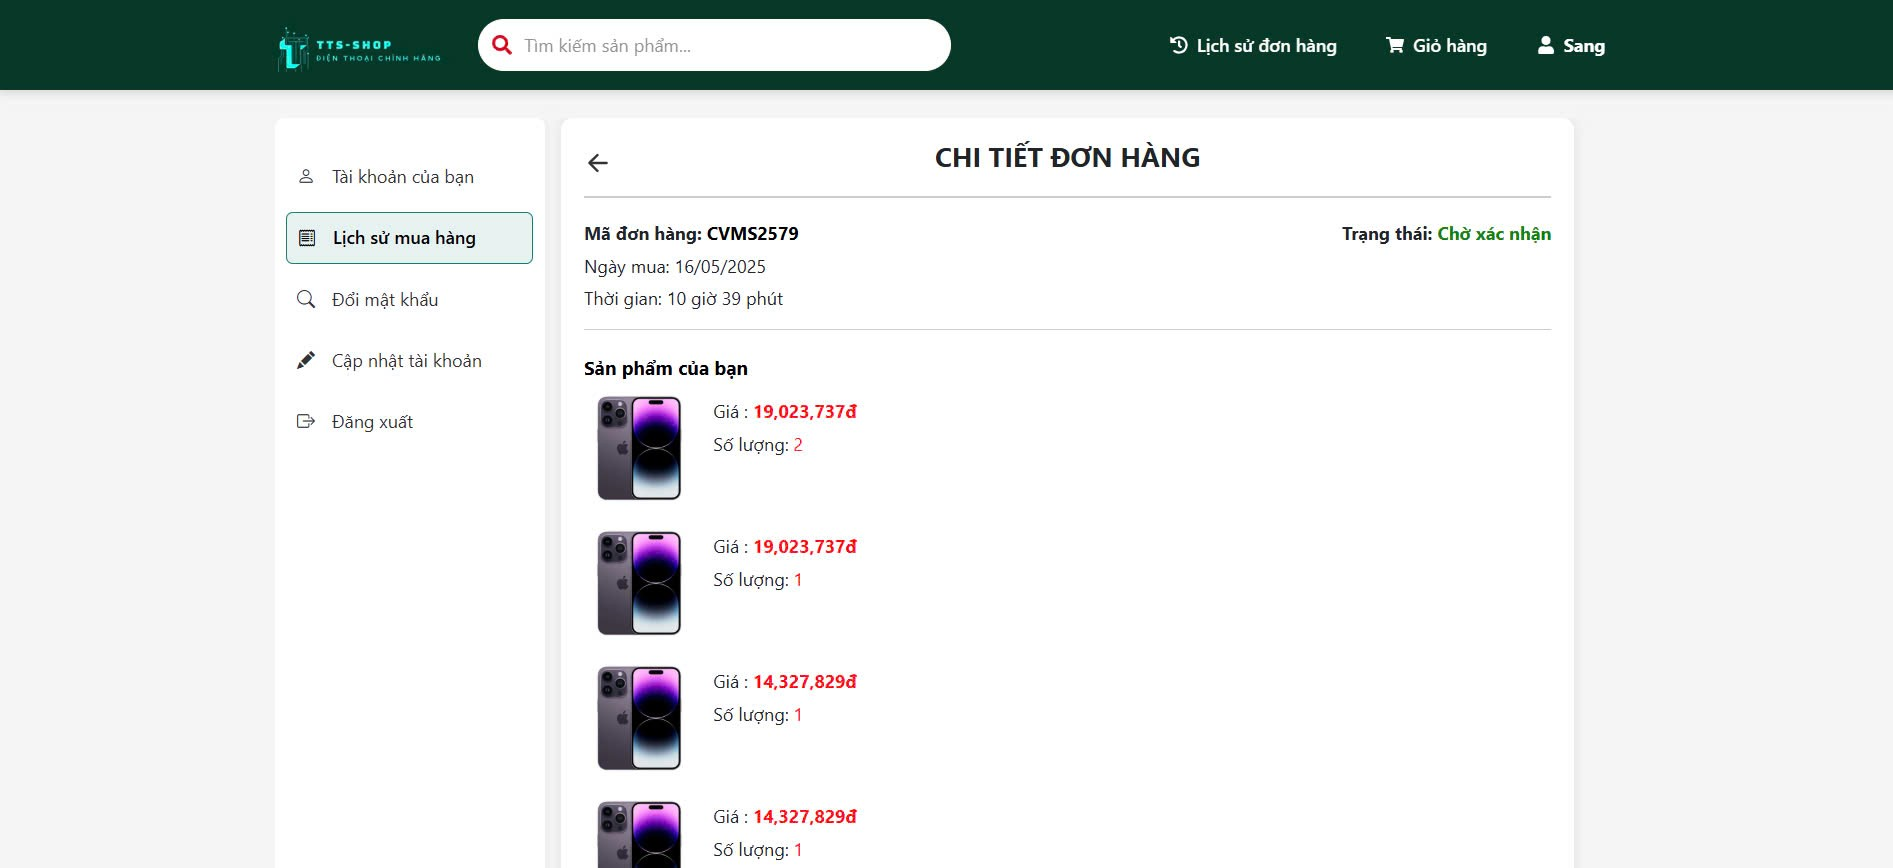 TTS-SHOP
ĐIỆN THOẠI CHÍNH HÃNG
Tìm kiếm sản phẩm...
Lịch sử đơn hàng
Giỏ hàng
Sang
Tài khoản của bạn
Lịch sử mua hàng
Đổi mật khẩu
Cập nhật tài khoản
Đăng xuất
CHI TIẾT ĐƠN HÀNG
Mã đơn hàng: CVMS2579
Trạng thái: Chờ xác nhận
Ngày mua: 16/05/2025
Thời gian: 10 giờ 39 phút
Sản phẩm của bạn
Giá : 19,023,737đ
Số lượng: 2
Giá : 19,023,737đ
Số lượng: 1
Giá : 14,327,829đ
Số lượng: 1
Giá : 14,327,829đ
Số lượng: 1